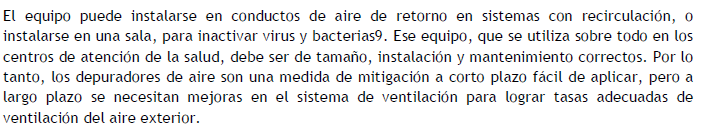 El equipo puede instalarse en conductos de aire de retorno en sistemas con recirculación, o
instalarse en una sala, para inactivar virus y bacterias9. Ese equipo, que se utiliza sobre todo en los
centros de atención de la salud, debe ser de tamaño, instalación y mantenimiento correctos. Por lo
tanto, los depuradores de aire son una medida de mitigación a corto plazo fácil de aplicar, pero a
largo plazo se necesitan mejoras en el sistema de ventilación para lograr tasas adecuadas de
ventilación del aire exterior.